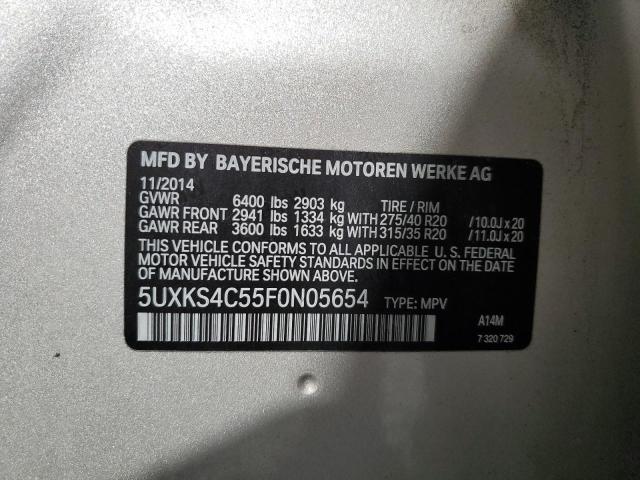 MFD BY BAYERISCHE MOTOREN WERKE AG
11/2014
GVWR 6400 lbs 2903 kg TIRE / RIM
GAWR FRONT 2941 lbs 1334 kg WITH 275/40 R20 /10.0J x 20
GAWR REAR 3600 lbs 1633 kg WITH 315/35 R20 /11.0J x 20
THIS VEHICLE CONFORMS TO ALL APPLICABLE U. S. FEDERAL
MOTOR VEHICLE SAFETY STANDARDS IN EFFECT ON THE DATE
OF MANUFACTURE SHOWN ABOVE.
5UXKS4C55F0N05654 TYPE: MPV
A14M
7 320 729